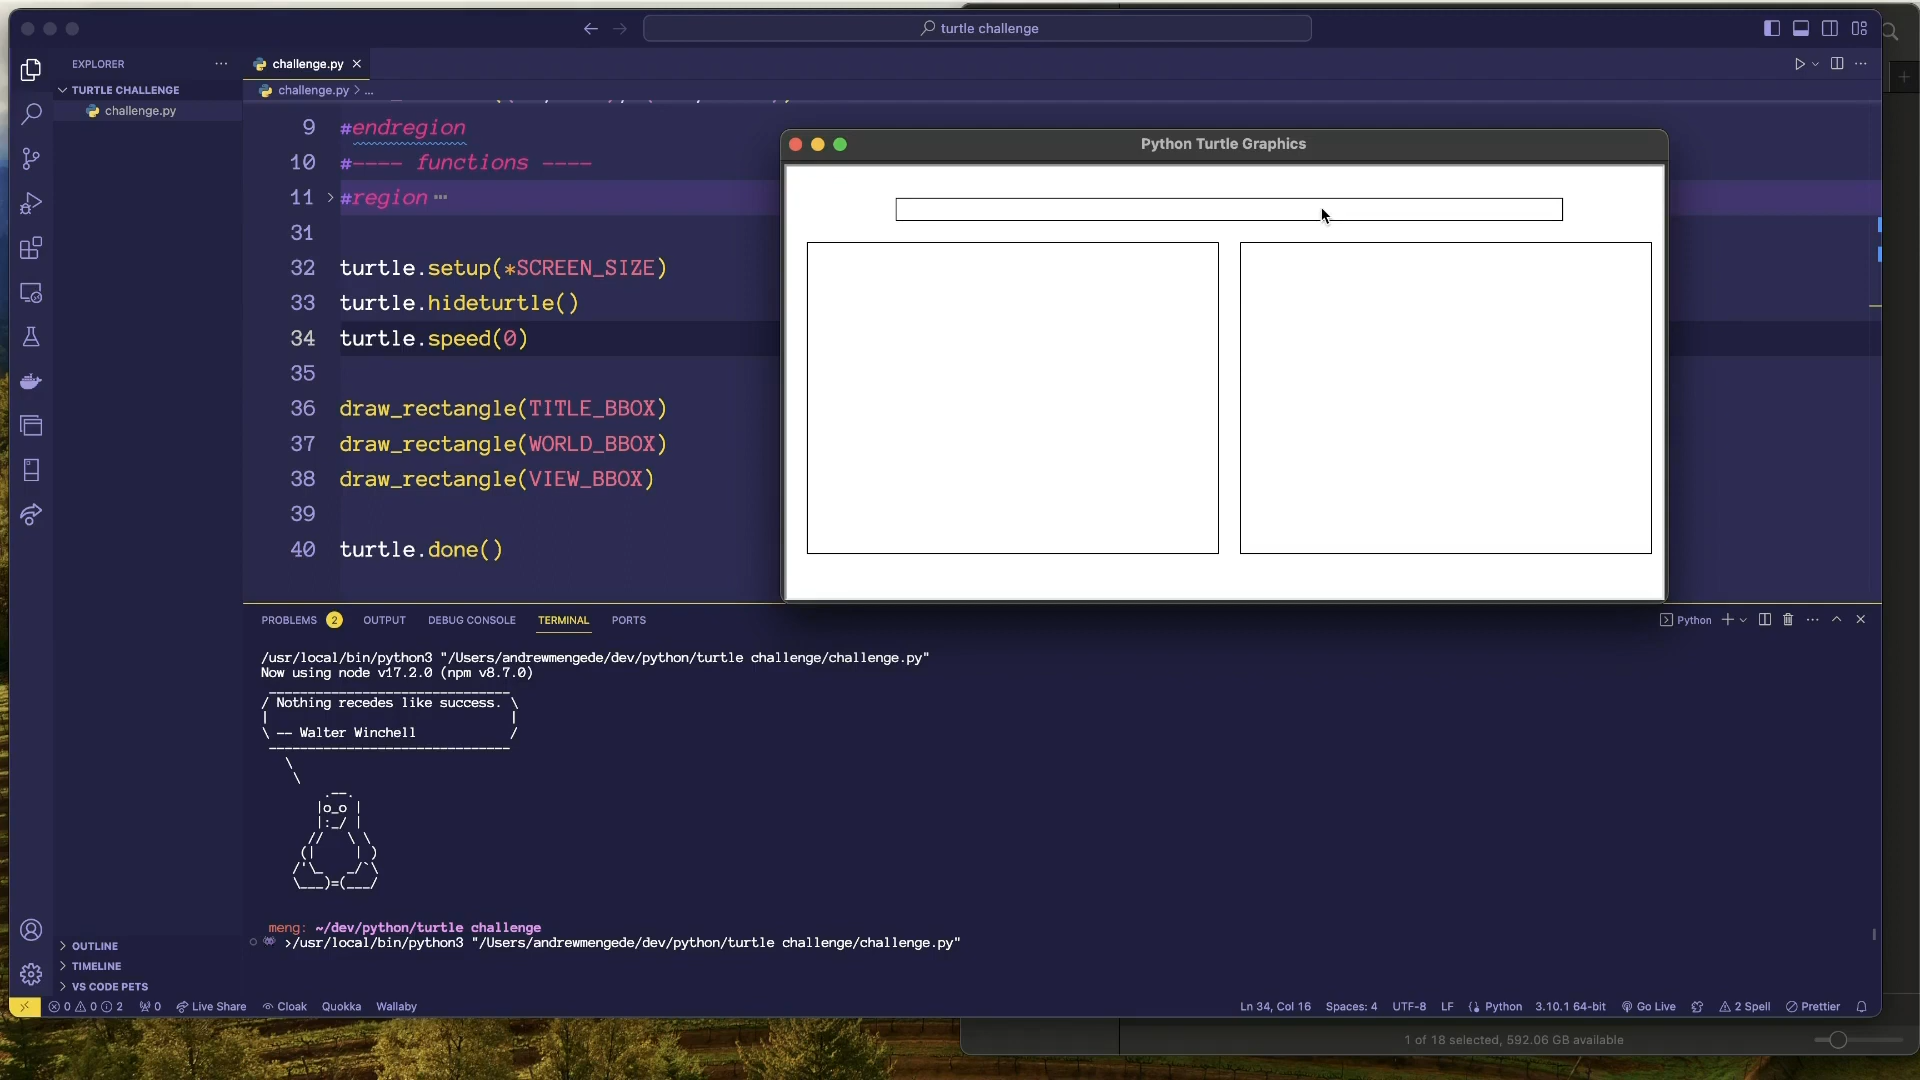 turtle challenge
EXPLORER
challenge.py
TURTLE CHALLENGE
challenge.py
challenge.py > ...
9 #endregion
10 #---- functions ----
11 #region
31
32 turtle.setup(*SCREEN_SIZE)
33 turtle.hideturtle()
34 turtle.speed(0)
35
36 draw_rectangle(TITLE_BBOX)
37 draw_rectangle(WORLD_BBOX)
38 draw_rectangle(VIEW_BBOX)
39
40 turtle.done()
Python Turtle Graphics
PROBLEMS 2 OUTPUT DEBUG CONSOLE TERMINAL PORTS
Python
/usr/local/bin/python3 "/Users/andrewmengede/dev/python/turtle challenge/challenge.py"
Now using node v17.2.0 (npm v8.7.0)
/ Nothing recedes like success. \
\ -- Walter Winchell /
meng: ~/dev/python/turtle challenge
>/usr/local/bin/python3 "/Users/andrewmengede/dev/python/turtle challenge/challenge.py"
OUTLINE
TIMELINE
VS CODE PETS
0 0 2 0 Live Share Cloak Quokka Wallaby
Ln 34, Col 16 Spaces: 4 UTF-8 LF Python 3.10.1 64-bit Go Live 2 Spell Prettier
1 of 18 selected, 592.06 GB available